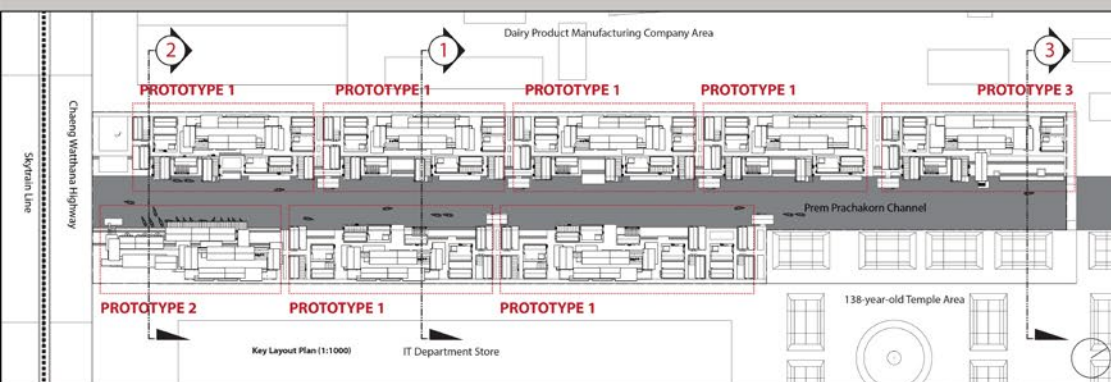 Dairy Product Manufacturing Company Area
2
1
3
PROTOTYPE 1
PROTOTYPE 1
PROTOTYPE 1
PROTOTYPE 1
PROTOTYPE 3
Skytrain Line
Chaeng Watthana Highway
Prem Prachakorn Channel
PROTOTYPE 2
PROTOTYPE 1
PROTOTYPE 1
138-year-old Temple Area
Key Layout Plan (1:1000)
IT Department Store